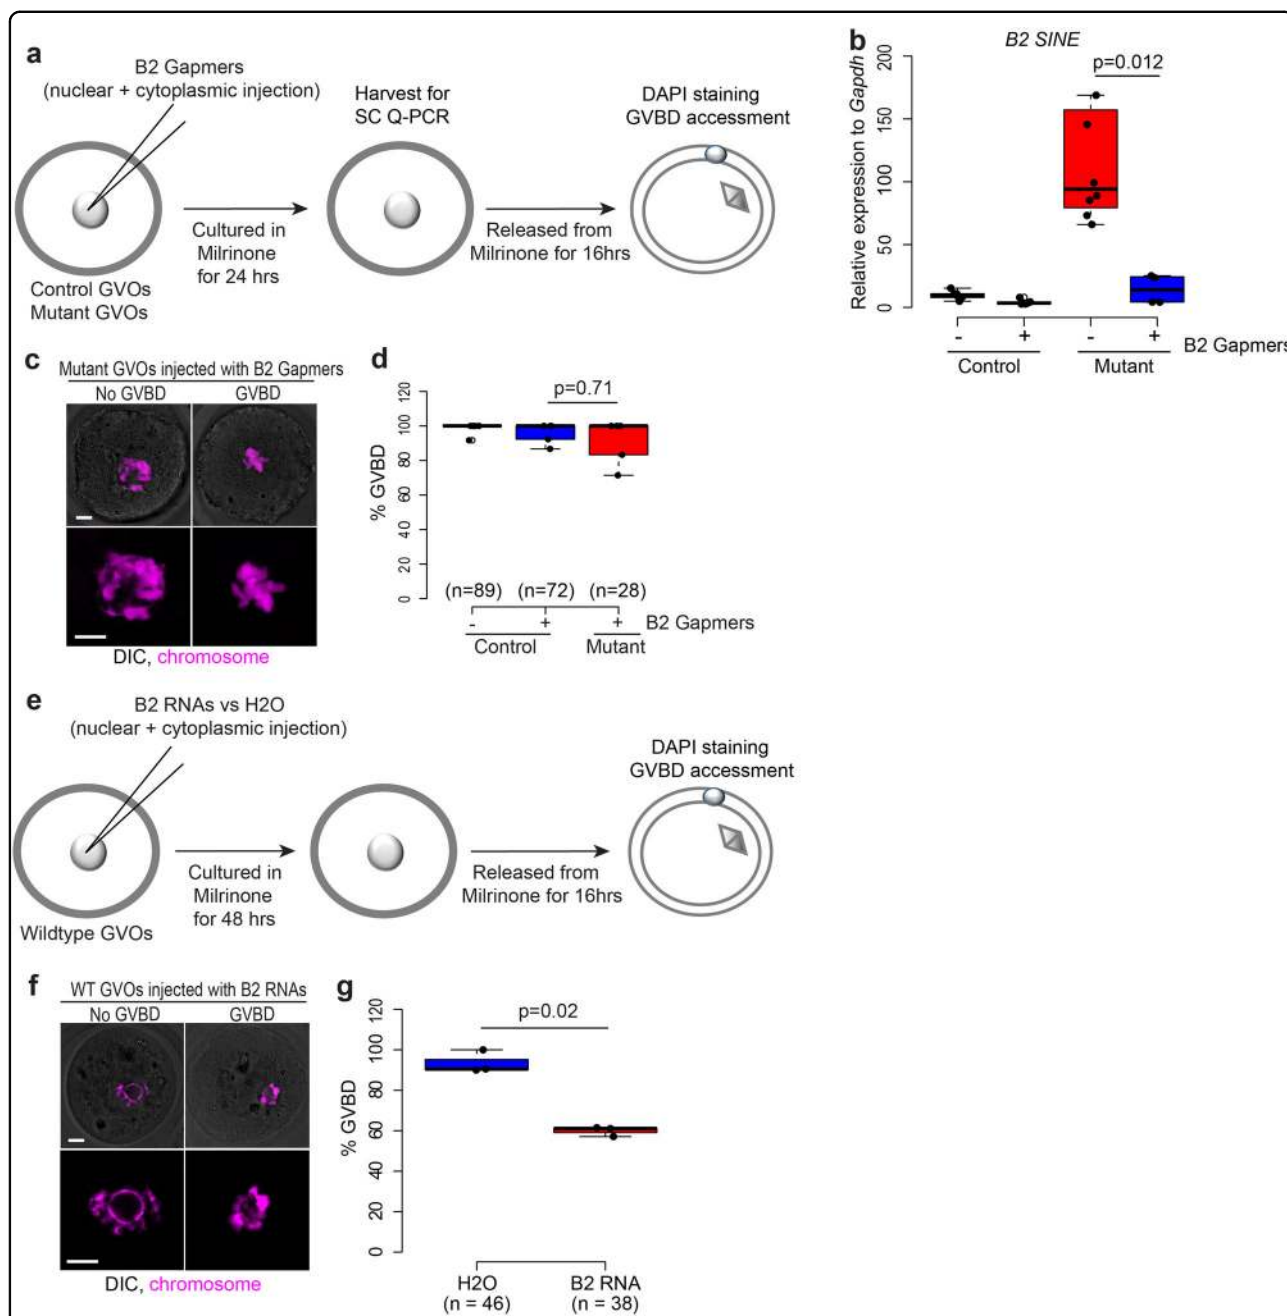 a
B2 Gapmers
(nuclear + cytoplasmic injection)
Harvest for
SC Q-PCR
DAPI staining
GVBD accessment
Cultured in
Milrinone
for 24 hrs
Released from
Milrinone for 16hrs
Control GVOs
Mutant GVOs
b
B2 SINE
Relative expression to Gapdh
200
150
100
50
0
p=0.012
- + - +
B2 Gapmers
Control Mutant
c
Mutant GVOs injected with B2 Gapmers
No GVBD GVBD
DIC, chromosome
d
% GVBD
120
100
80
60
40
20
0
p=0.71
(n=89) (n=72) (n=28)
- + +
B2 Gapmers
Control Mutant
e
B2 RNAs vs H2O
(nuclear + cytoplasmic injection)
DAPI staining
GVBD accessment
Cultured in
Milrinone
for 48 hrs
Released from
Milrinone for 16hrs
Wildtype GVOs
f
WT GVOs injected with B2 RNAs
No GVBD GVBD
DIC, chromosome
g
% GVBD
120
100
80
60
40
20
0
p=0.02
H2O B2 RNA
(n = 46) (n = 38)